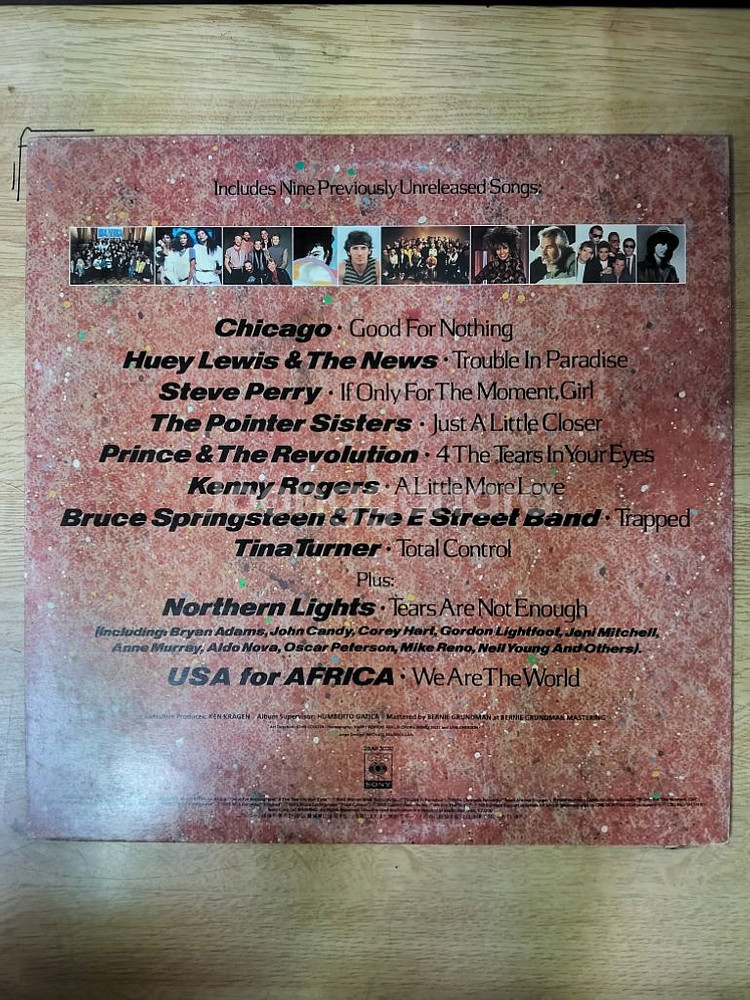 Includes Nine Previously Unreleased Songs:
Chicago · Good For Nothing
Huey Lewis & The News · Trouble In Paradise
Steve Perry · If Only For The Moment, Girl
The Pointer Sisters · Just A Little Closer
Prince & The Revolution · 4 The Tears In Your Eyes
Kenny Rogers · A Little More Love
Bruce Springsteen & The E Street Band · Trapped
Tina Turner · Total Control
Plus:
Northern Lights · Tears Are Not Enough
(Including: Bryan Adams, John Candy, Corey Hart, Gordon Lightfoot, Joni Mitchell,
Anne Murray, Aldo Nova, Oscar Peterson, Mike Reno, Neil Young And Others).
USA for AFRICA · We Are The World
Executive Producer: KEN KRAGEN Album Supervisor: HUMBERTO GATICA Mastered by BERNIE GRUNDMAN at BERNIE GRUNDMAN MASTERING
CBS
SONY